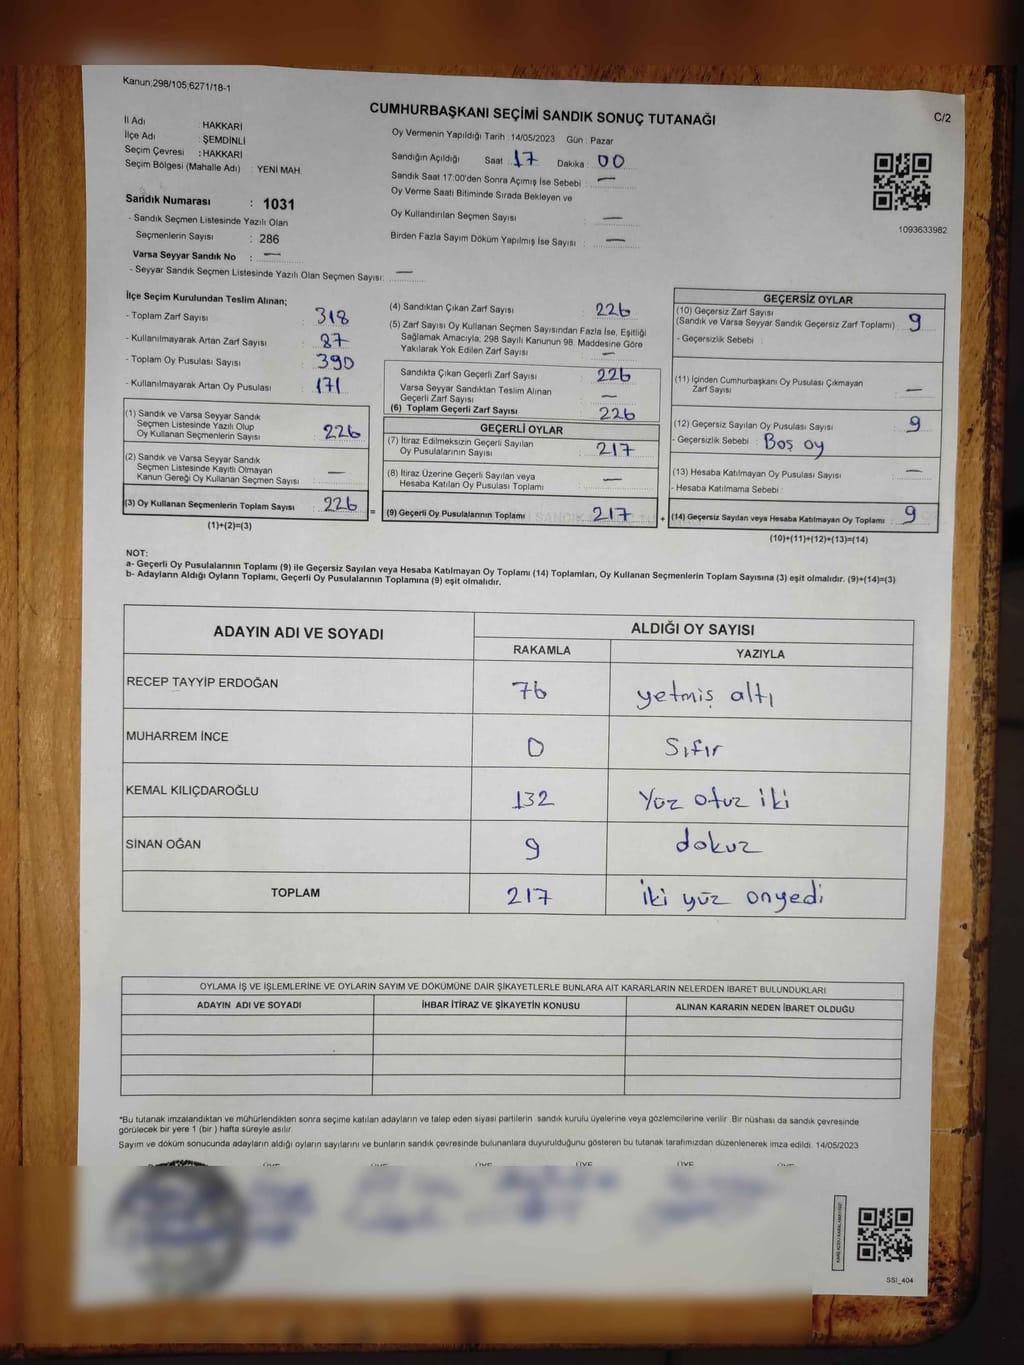 Kanun;298/105,6271/18-1
CUMHURBAŞKANI SEÇİMİ SANDIK SONUÇ TUTANAĞI
C/2
İl Adı : HAKKARİ
İlçe Adı : ŞEMDİNLİ
Seçim Çevresi : HAKKARİ
Seçim Bölgesi (Mahalle Adı) : YENİ MAH.
Sandık Numarası : 1031
- Sandık Seçmen Listesinde Yazılı Olan
Seçmenlerin Sayısı : 286
Varsa Seyyar Sandık No : —
- Seyyar Sandık Seçmen Listesinde Yazılı Olan Seçmen Sayısı: —
Oy Vermenin Yapıldığı Tarih : 14/05/2023 Gün : Pazar
Sandığın Açıldığı Saat : 17 Dakika : 00
Sandık Saat 17:00'den Sonra Açımış İse Sebebi : —
Oy Verme Saati Bitiminde Sırada Bekleyen ve
Oy Kullandırılan Seçmen Sayısı : —
Birden Fazla Sayım Döküm Yapılmış İse Sayısı : —
1093633982
İlçe Seçim Kurulundan Teslim Alınan;
- Toplam Zarf Sayısı : 318
- Kullanılmayarak Artan Zarf Sayısı : 87
- Toplam Oy Pusulası Sayısı : 390
- Kullanılmayarak Artan Oy Pusulası : 171
(1) Sandık ve Varsa Seyyar Sandık
Seçmen Listesinde Yazılı Olup
Oy Kullanan Seçmenlerin Sayısı : 226
(2) Sandık ve Varsa Seyyar Sandık
Seçmen Listesinde Kayıtlı Olmayan
Kanun Gereği Oy Kullanan Seçmen Sayısı : —
(3) Oy Kullanan Seçmenlerin Toplam Sayısı : 226 =
(1)+(2)=(3)
(4) Sandıktan Çıkan Zarf Sayısı : 226
(5) Zarf Sayısı Oy Kullanan Seçmen Sayısından Fazla İse, Eşitliği
Sağlamak Amacıyla; 298 Sayılı Kanunun 98. Maddesine Göre
Yakılarak Yok Edilen Zarf Sayısı : —
Sandıkta Çıkan Geçerli Zarf Sayısı : 226
Varsa Seyyar Sandıktan Teslim Alınan
Geçerli Zarf Sayısı : —
(6) Toplam Geçerli Zarf Sayısı : 226
GEÇERLİ OYLAR
(7) İtiraz Edilmeksizin Geçerli Sayılan
Oy Pusulalarının Sayısı : 217
(8) İtiraz Üzerine Geçerli Sayılan veya
Hesaba Katılan Oy Pusulası Toplamı : —
(9) Geçerli Oy Pusulalarının Toplamı : 217 +
GEÇERSİZ OYLAR
(10) Geçersiz Zarf Sayısı
(Sandık ve Varsa Seyyar Sandık Geçersiz Zarf Toplamı) : 9
- Geçersizlik Sebebi :
(11) İçinden Cumhurbaşkanı Oy Pusulası Çıkmayan
Zarf Sayısı : —
(12) Geçersiz Sayılan Oy Pusulası Sayısı : 9
- Geçersizlik Sebebi : Boş oy
(13) Hesaba Katılmayan Oy Pusulası Sayısı : —
- Hesaba Katılmama Sebebi :
(14) Geçersiz Sayılan veya Hesaba Katılmayan Oy Toplamı : 9
(10)+(11)+(12)+(13)=(14)
NOT:
a- Geçerli Oy Pusulalarının Toplamı (9) ile Geçersiz Sayılan veya Hesaba Katılmayan Oy Toplamı (14) Toplamları, Oy Kullanan Seçmenlerin Toplam Sayısına (3) eşit olmalıdır. (9)+(14)=(3)
b- Adayların Aldığı Oyların Toplamı, Geçerli Oy Pusulalarının Toplamına (9) eşit olmalıdır.
ADAYIN ADI VE SOYADI ALDIĞI OY SAYISI
RAKAMLA YAZIYLA
RECEP TAYYİP ERDOĞAN 76 yetmiş altı
MUHARREM İNCE 0 Sıfır
KEMAL KILIÇDAROĞLU 132 Yüz otuz iki
SİNAN OĞAN 9 dokuz
TOPLAM 217 iki yüz onyedi
OYLAMA İŞ VE İŞLEMLERİNE VE OYLARIN SAYIM VE DÖKÜMÜNE DAİR ŞİKAYETLERLE BUNLARA AİT KARARLARIN NELERDEN İBARET BULUNDUKLARI
ADAYIN ADI VE SOYADI İHBAR İTİRAZ VE ŞİKAYETİN KONUSU ALINAN KARARIN NEDEN İBARET OLDUĞU
*Bu tutanak imzalandıktan ve mühürlendikten sonra seçime katılan adayların ve talep eden siyasi partilerin sandık kurulu üyelerine veya gözlemcilerine verilir. Bir nüshası da sandık çevresinde
görülecek bir yere 1 (bir ) hafta süreyle asılır.
Sayım ve döküm sonucunda adayların aldığı oyların sayılarını ve bunların sandık çevresinde bulunanlara duyurulduğunu gösteren bu tutanak tarafımızdan düzenlenerek imza edildi. 14/05/2023
SSI_404